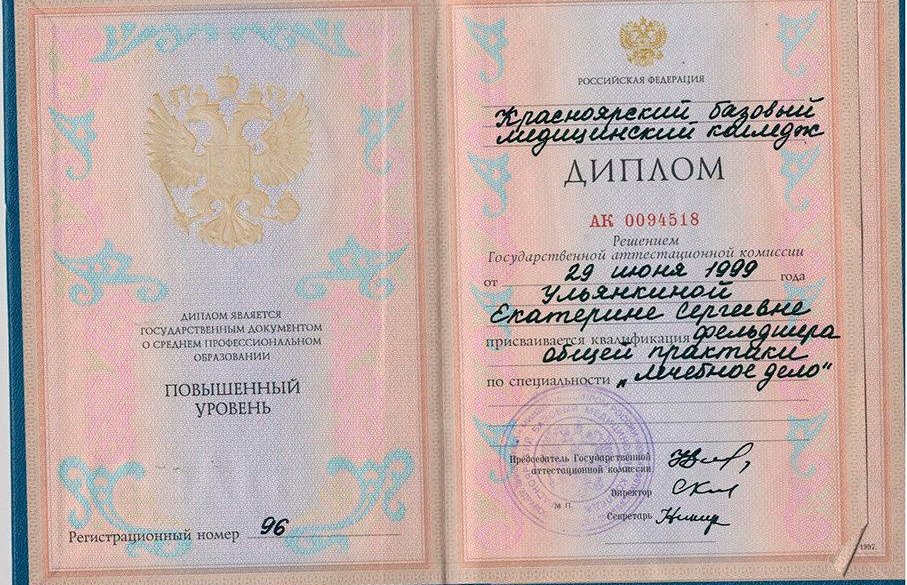 ДИПЛОМ ЯВЛЯЕТСЯ
ГОСУДАРСТВЕННЫМ ДОКУМЕНТОМ
О СРЕДНЕМ ПРОФЕССИОНАЛЬНОМ
ОБРАЗОВАНИИ
ПОВЫШЕННЫЙ
УРОВЕНЬ
Регистрационный номер 96
РОССИЙСКАЯ ФЕДЕРАЦИЯ
Красноярский базовый
медицинский колледж
ДИПЛОМ
АК 0094518
Решением
Государственной аттестационной комиссии
от 29 июня 1999 года
Ульянкиной
Екатерине Сергеевне
присваивается квалификация фельдшера
общей практики
по специальности „лечебное дело"
Председатель Государственной
аттестационной комиссии
Директор
М П
Секретарь
1997